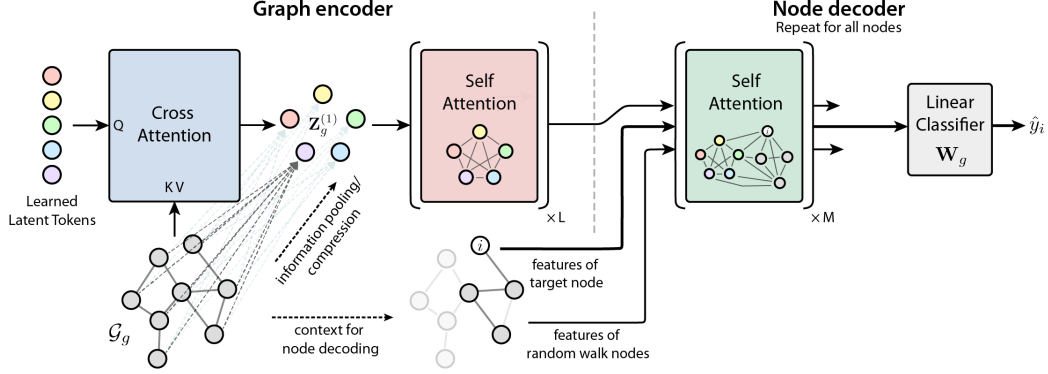 Graph encoder
Node decoder
Repeat for all nodes
Learned
Latent Tokens
Q
Cross
Attention
K V
Z_g^{(1)}
Self
Attention
× L
Self
Attention
× M
Linear
Classifier
W_g
ŷ_i
information pooling/
compression
G_g
context for
node decoding
i
features of
target node
features of
random walk nodes
i